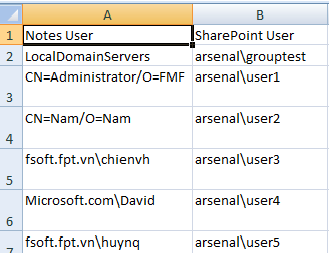 A B
1 Notes User SharePoint User
2 LocalDomainServers arsenal\grouptest
3 CN=Administrator/O=FMF arsenal\user1
4 CN=Nam/O=Nam arsenal\user2
5 fsoft.fpt.vn\chienvh arsenal\user3
6 Microsoft.com\David arsenal\user4
7 fsoft.fpt.vn\huynq arsenal\user5